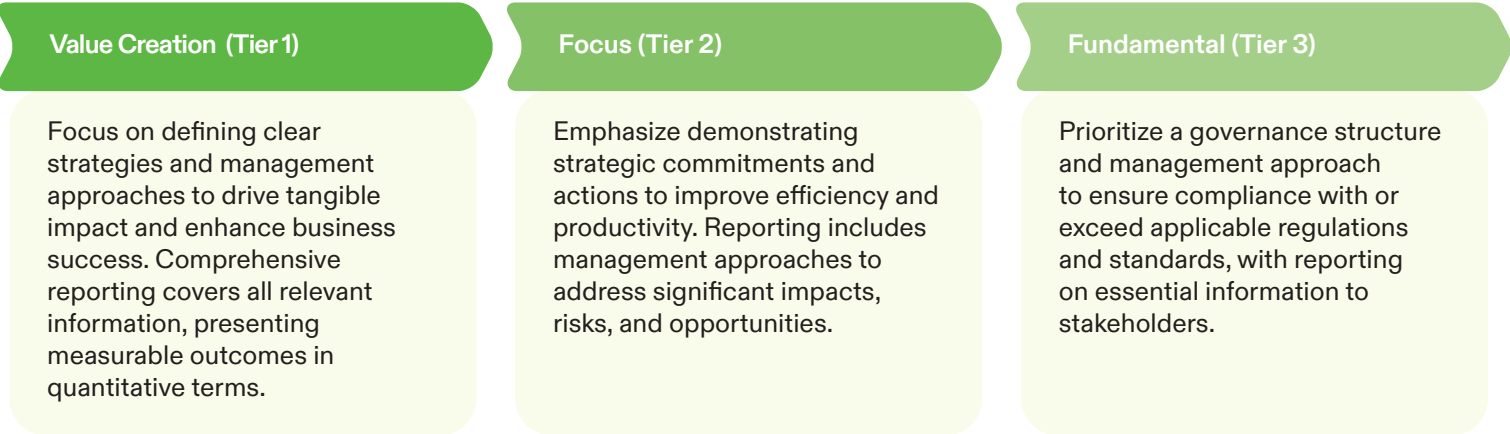 Value Creation (Tier 1)
Focus on defining clear
strategies and management
approaches to drive tangible
impact and enhance business
success. Comprehensive
reporting covers all relevant
information, presenting
measurable outcomes in
quantitative terms.
Focus (Tier 2)
Emphasize demonstrating
strategic commitments and
actions to improve efficiency and
productivity. Reporting includes
management approaches to
address significant impacts,
risks, and opportunities.
Fundamental (Tier 3)
Prioritize a governance structure
and management approach
to ensure compliance with or
exceed applicable regulations
and standards, with reporting
on essential information to
stakeholders.